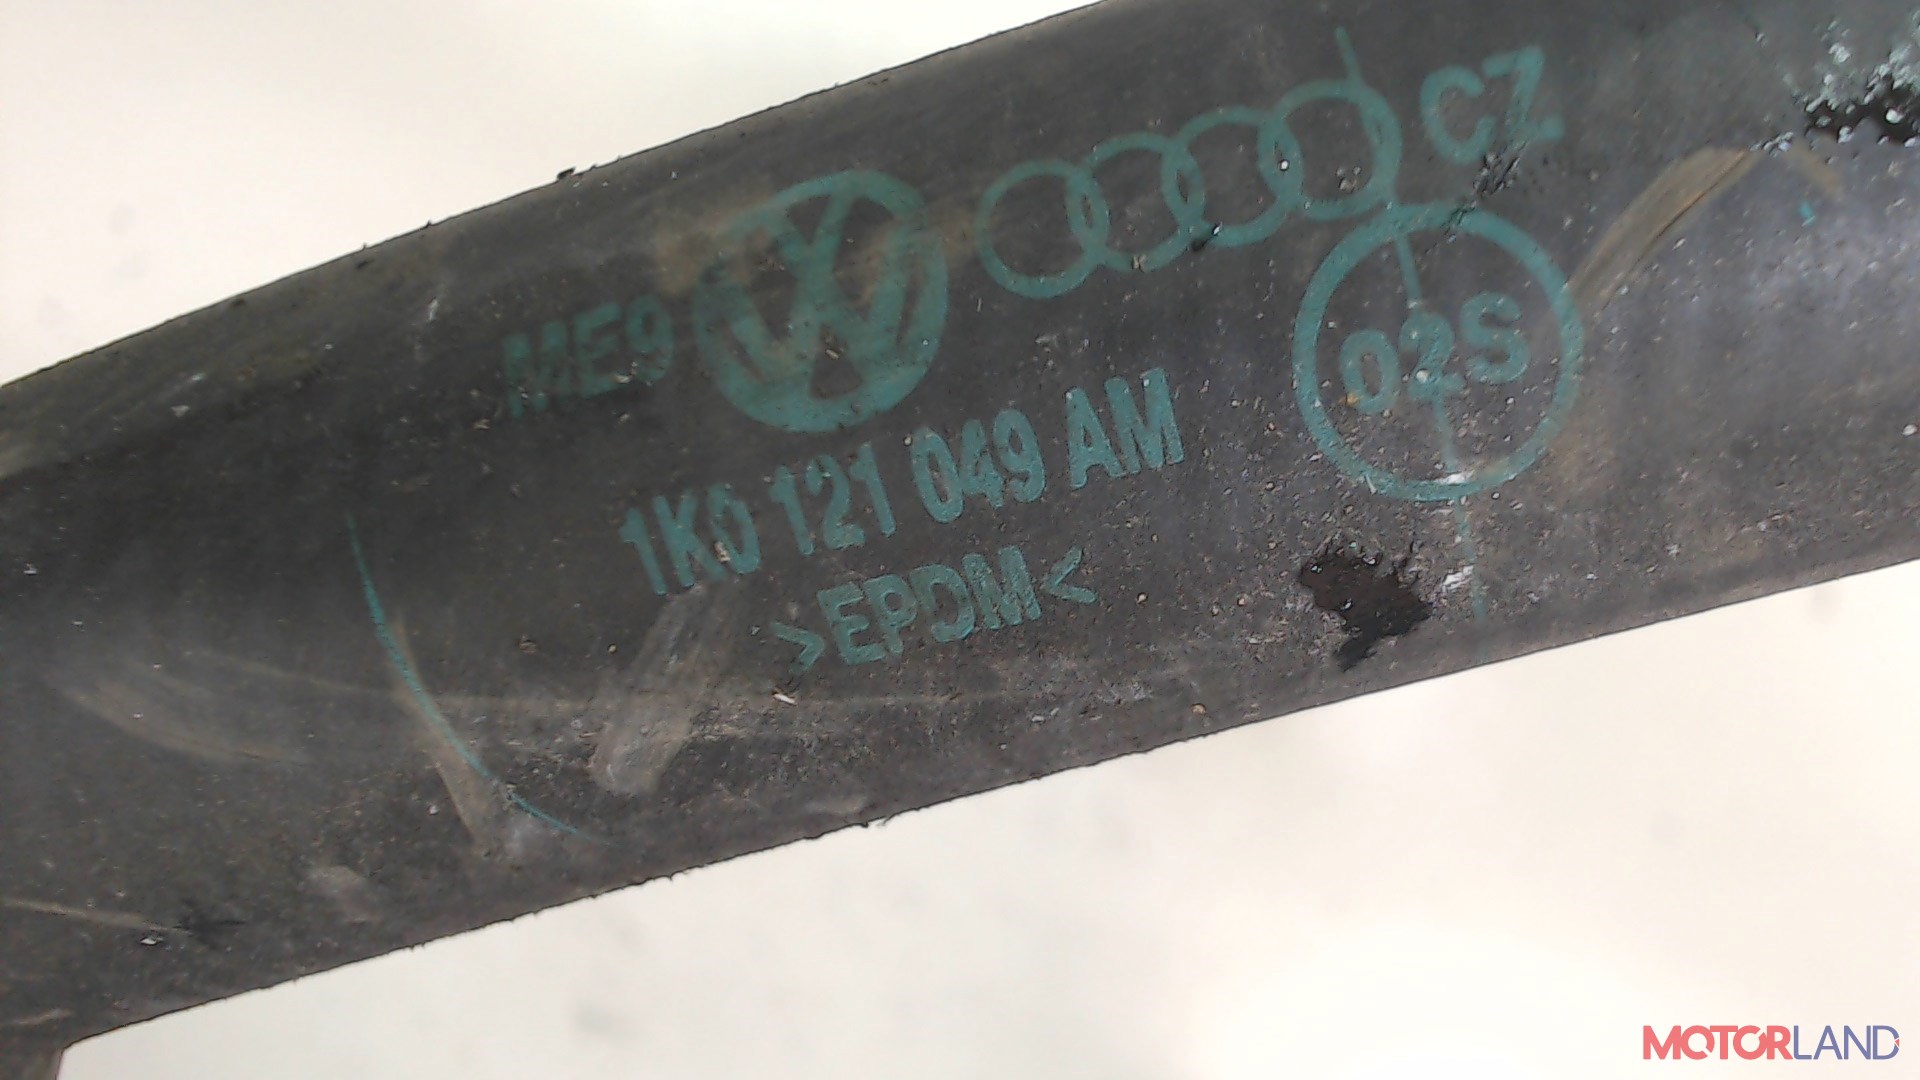 CZ
ME9
02S
1K0 121 049 AM
>EPDM<
MOTORLAND